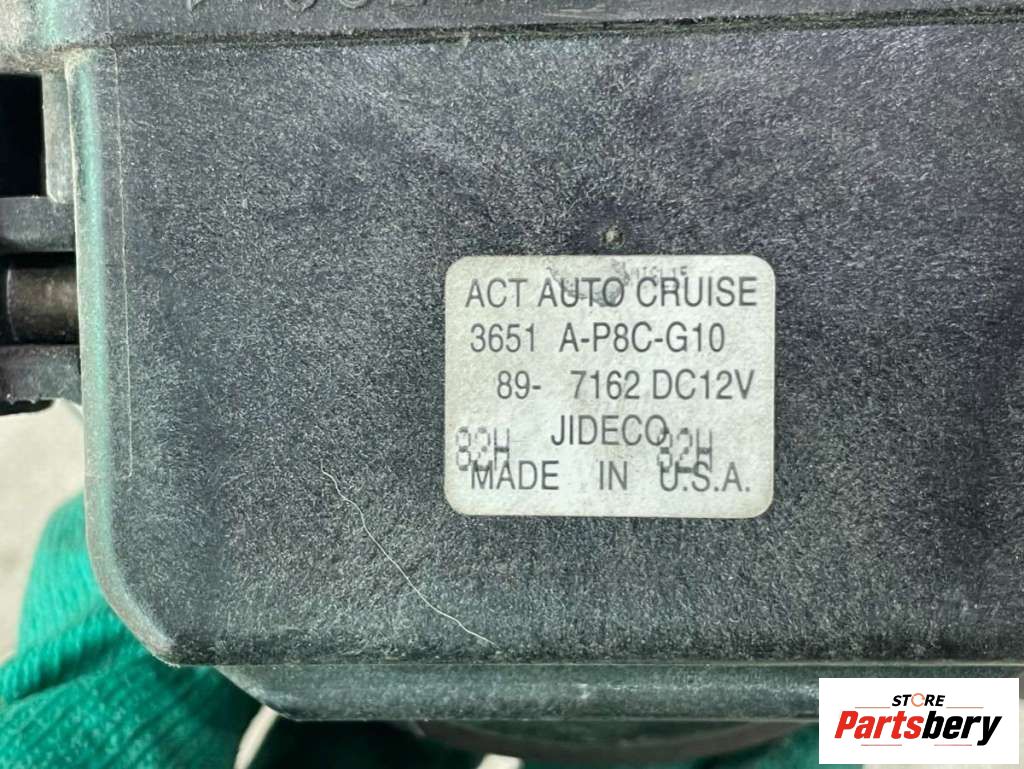 ACT AUTO CRUISE
3651 A-P8C-G10
89- 7162 DC12V
JIDECO
82H 82H
MADE IN U.S.A.
STORE
Partsbery